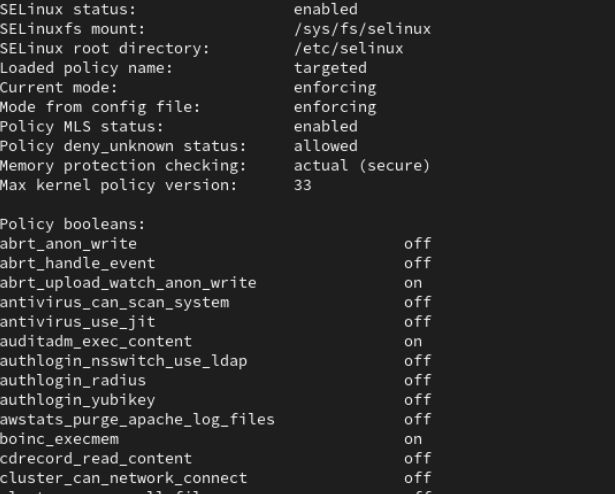 SELinux status: enabled
SELinuxfs mount: /sys/fs/selinux
SELinux root directory: /etc/selinux
Loaded policy name: targeted
Current mode: enforcing
Mode from config file: enforcing
Policy MLS status: enabled
Policy deny_unknown status: allowed
Memory protection checking: actual (secure)
Max kernel policy version: 33
Policy booleans:
abrt_anon_write off
abrt_handle_event off
abrt_upload_watch_anon_write on
antivirus_can_scan_system off
antivirus_use_jit off
auditadm_exec_content on
authlogin_nsswitch_use_ldap off
authlogin_radius off
authlogin_yubikey off
awstats_purge_apache_log_files off
boinc_execmem on
cdrecord_read_content off
cluster_can_network_connect off